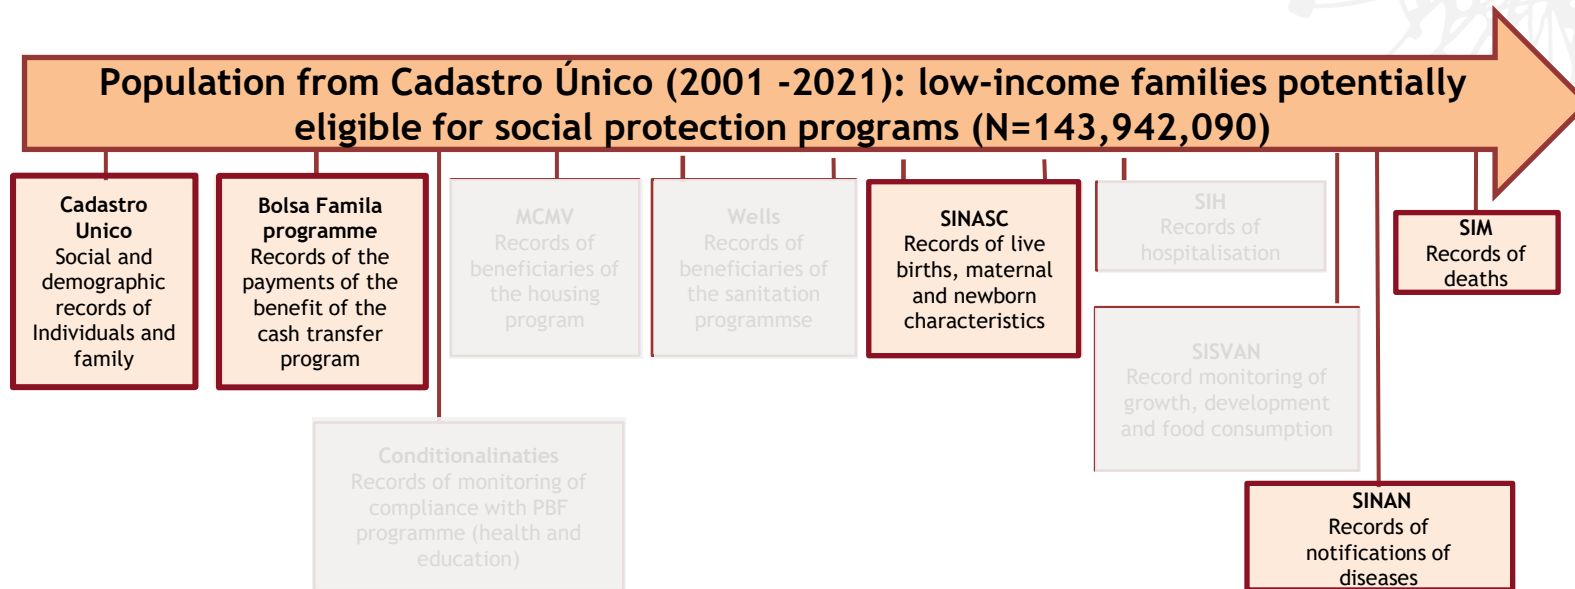 Population from Cadastro Único (2001 -2021): low-income families potentially
eligible for social protection programs (N=143,942,090)
Cadastro
Unico
Social and
demographic
records of
Individuals and
family
Bolsa Famila
programme
Records of the
payments of the
benefit of the
cash transfer
program
MCMV
Records of
beneficiaries of
the housing
program
Wells
Records of
beneficiaries of
the sanitation
programmse
SINASC
Records of live
births, maternal
and newborn
characteristics
SIH
Records of
hospitalisation
SIM
Records of
deaths
SISVAN
Record monitoring of
growth, development
and food consumption
Conditionalinaties
Records of monitoring of
compliance with PBF
programme (health and
education)
SINAN
Records of
notifications of
diseases